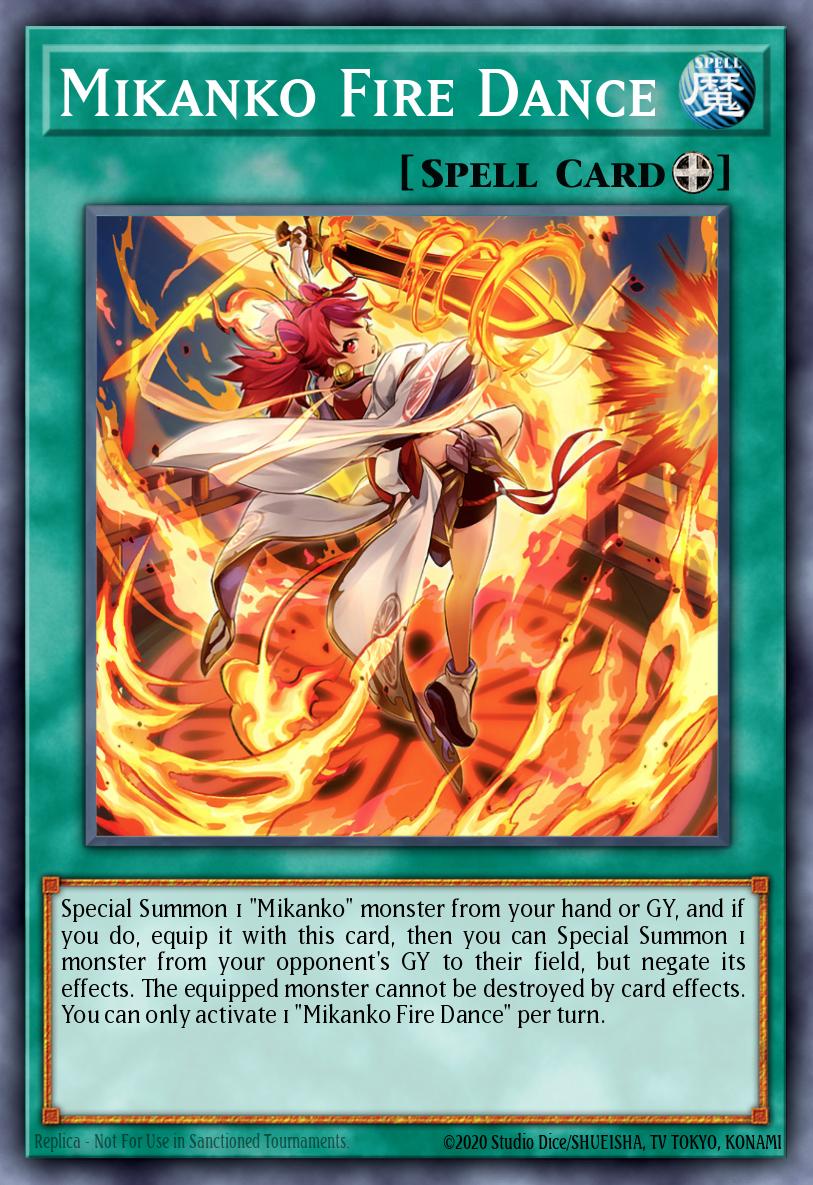 Mikanko Fire Dance
SPELL
魔
[Spell Card]
Special Summon 1 "Mikanko" monster from your hand or GY, and if
you do, equip it with this card, then you can Special Summon 1
monster from your opponent's GY to their field, but negate its
effects. The equipped monster cannot be destroyed by card effects.
You can only activate 1 "Mikanko Fire Dance" per turn.
Replica - Not For Use in Sanctioned Tournaments.
©2020 Studio Dice/SHUEISHA, TV TOKYO, KONAMI